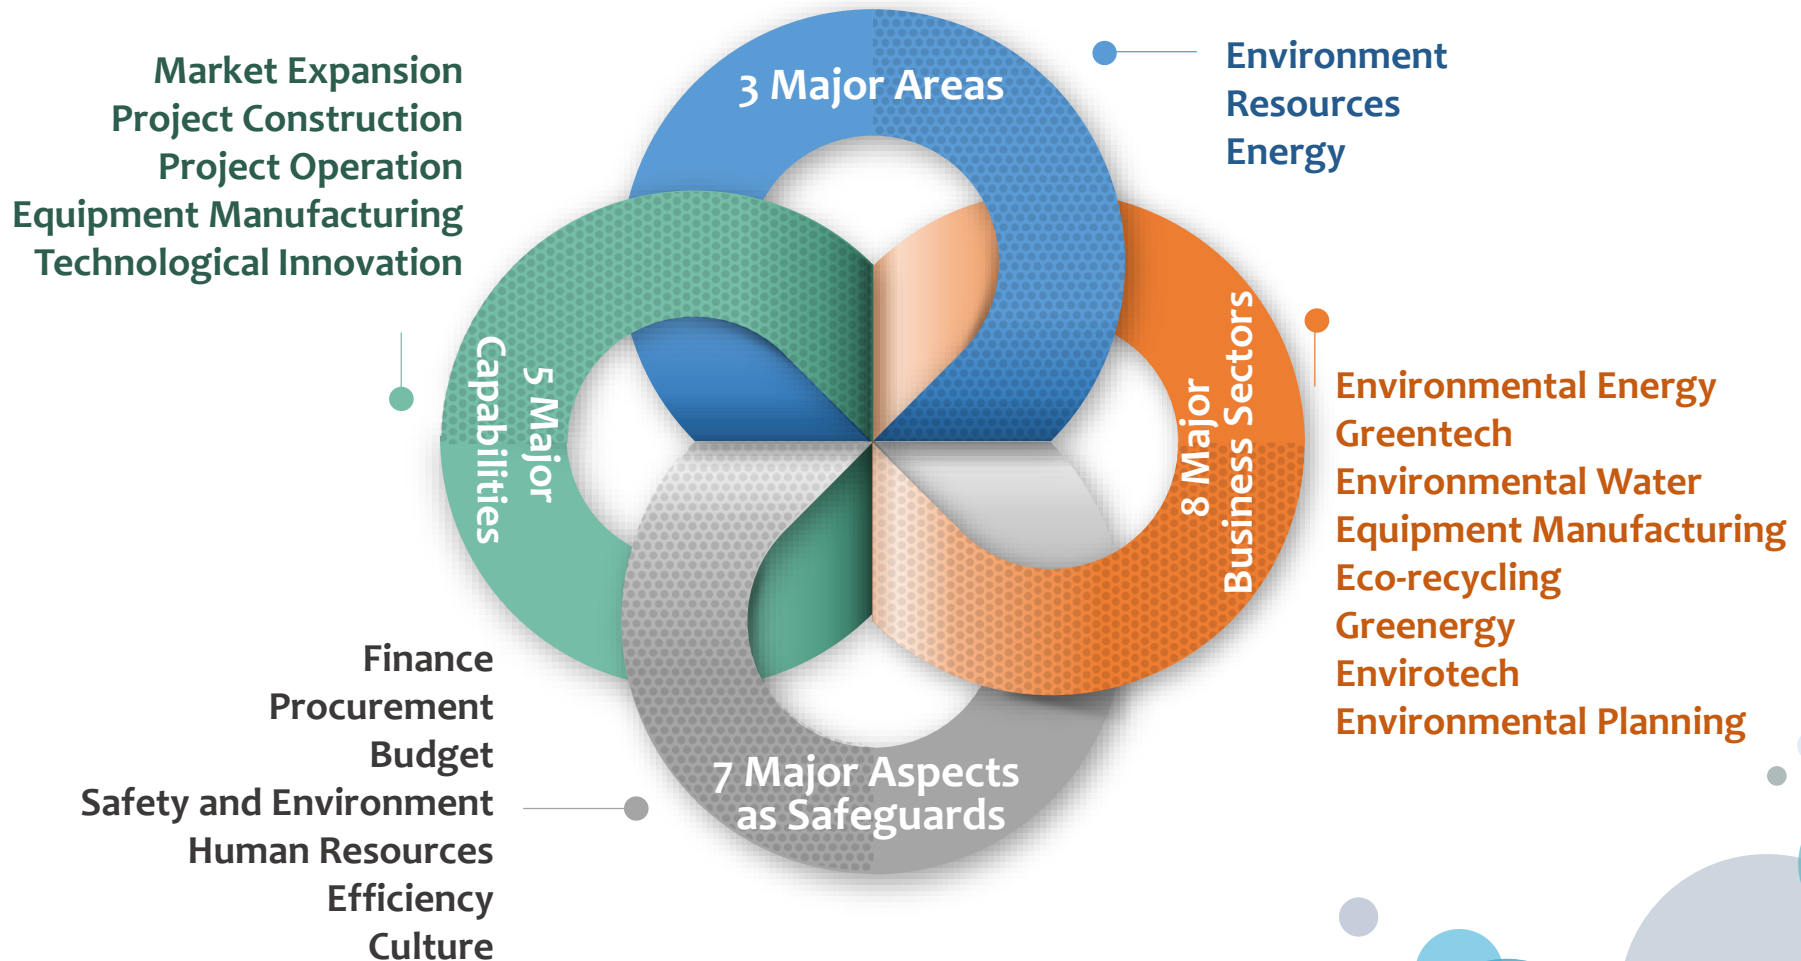 3 Major Areas
Environment
Resources
Energy
Market Expansion
Project Construction
Project Operation
Equipment Manufacturing
Technological Innovation
5 Major
Capabilities
8 Major
Business Sectors
Environmental Energy
Greentech
Environmental Water
Equipment Manufacturing
Eco-recycling
Greenergy
Envirotech
Environmental Planning
7 Major Aspects
as Safeguards
Finance
Procurement
Budget
Safety and Environment
Human Resources
Efficiency
Culture